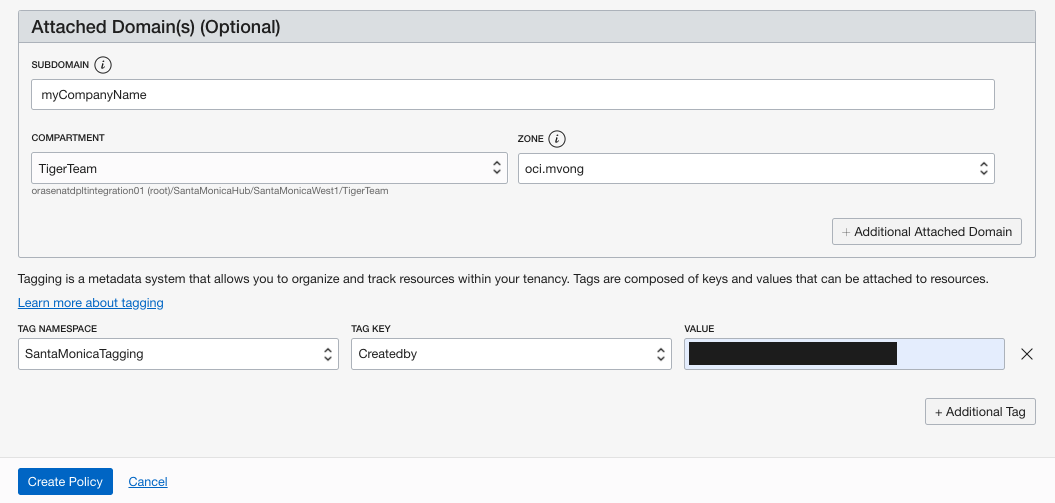 Attached Domain(s) (Optional)
SUBDOMAIN i
myCompanyName
COMPARTMENT
ZONE i
TigerTeam
oci.mvong
orasenatdpltintegration01 (root)/SantaMonicaHub/SantaMonicaWest1/TigerTeam
+ Additional Attached Domain
Tagging is a metadata system that allows you to organize and track resources within your tenancy. Tags are composed of keys and values that can be attached to resources.
Learn more about tagging
TAG NAMESPACE
TAG KEY
VALUE
SantaMonicaTagging
Createdby
+ Additional Tag
Create Policy
Cancel